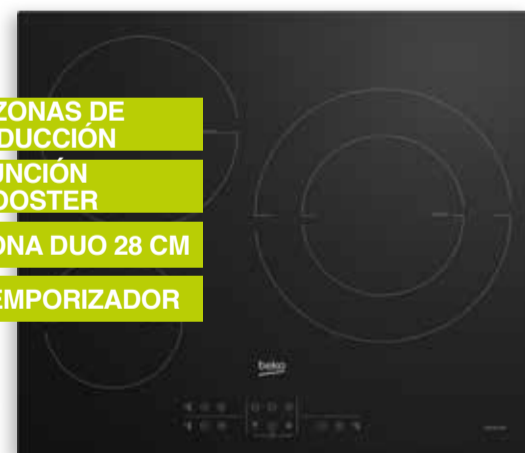 ZONAS DE
DUCCIÓN
UNCIÓN
OOSTER
ONA DUO 28 CM
EMPORIZADOR
beko